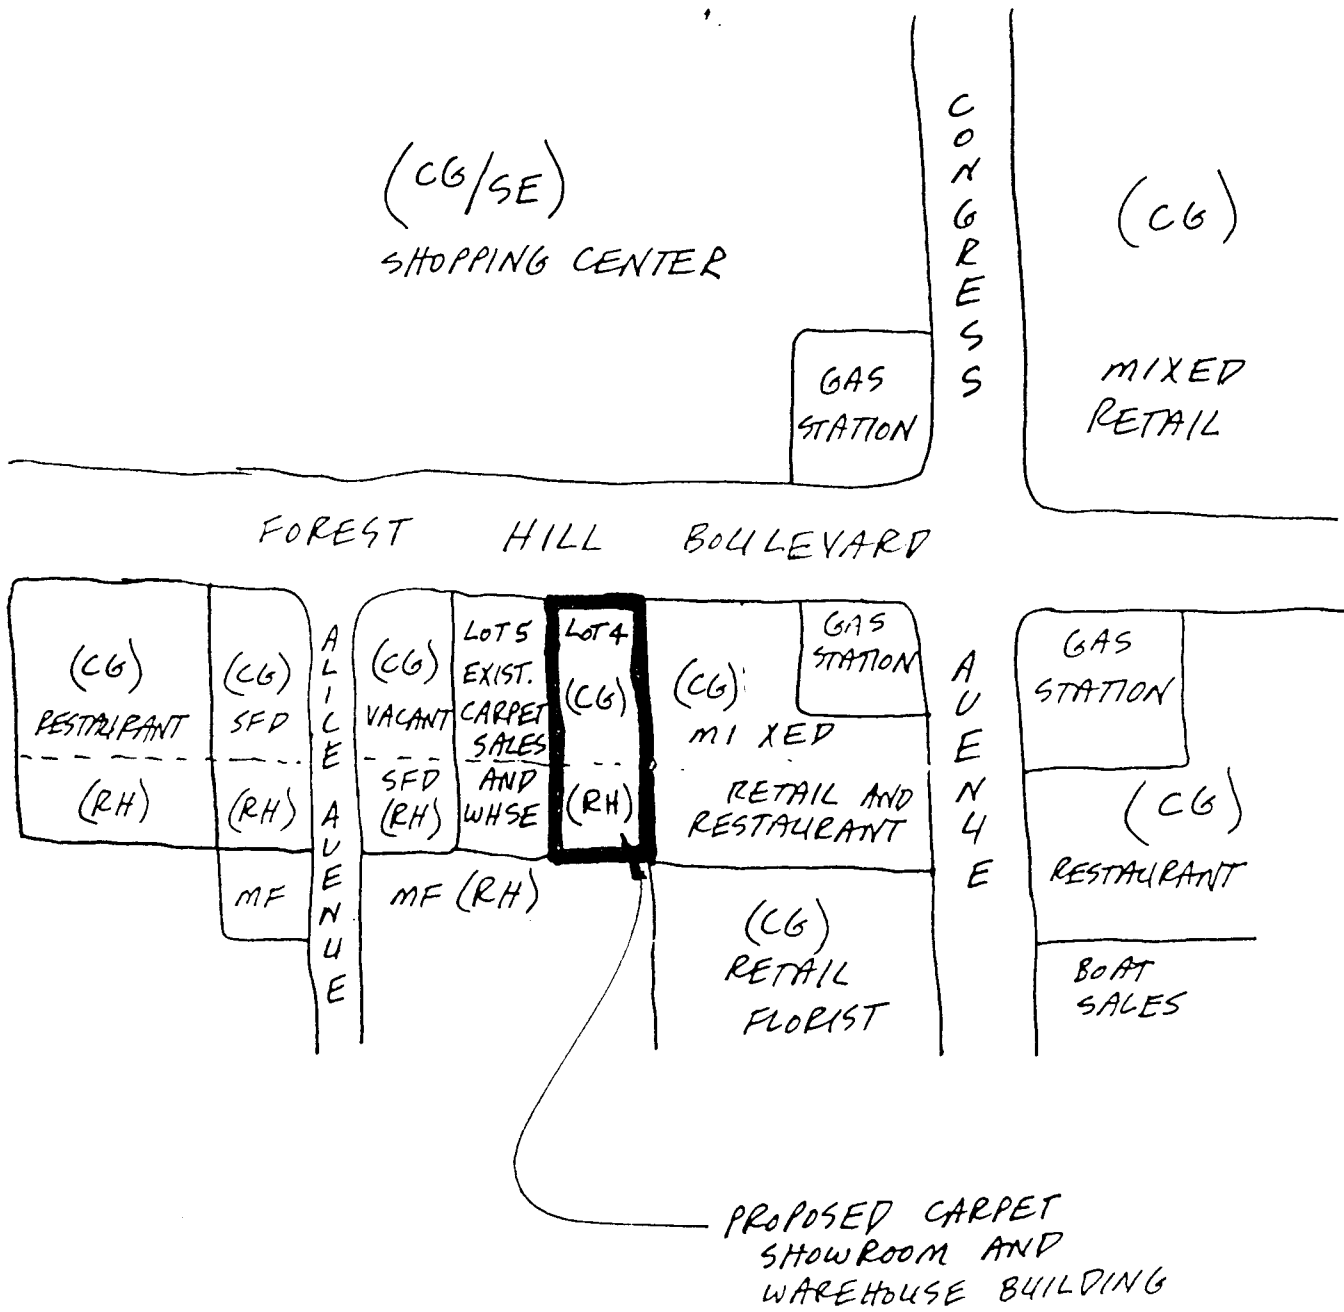 (CG/SE)
SHOPPING CENTER
CONGRESS
(CG)
MIXED
RETAIL
GAS
STATION
FOREST HILL BOULEVARD
(CG)
RESTAURANT
(RH)
(CG)
SFD
(RH)
MF
ALICE AVENUE
(CG)
VACANT
SFD
(RH)
MF (RH)
LOT 5
EXIST.
CARPET
SALES
AND
WHSE
LOT 4
(CG)
(RH)
(CG)
MIXED
RETAIL AND
RESTAURANT
GAS
STATION
(CG)
RETAIL
FLORIST
AVENUE
GAS
STATION
(CG)
RESTAURANT
BOAT
SALES
PROPOSED CARPET
SHOWROOM AND
WAREHOUSE BUILDING